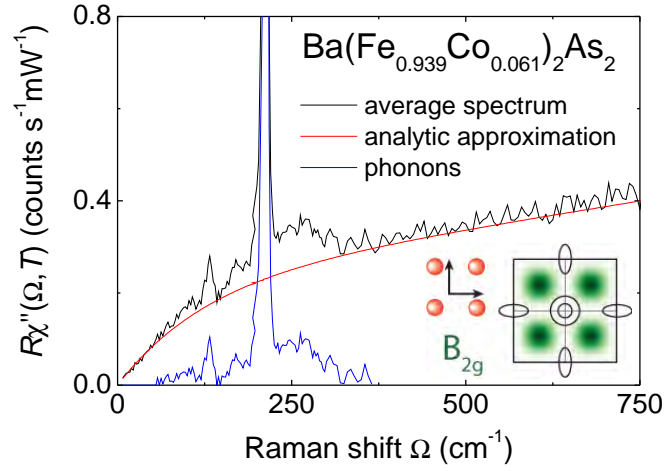 Ba(Fe₀.₉₃₉Co₀.₀₆₁)₂As₂
average spectrum
analytic approximation
phonons
Rχ''(Ω, T) (counts s⁻¹mW⁻¹)
0.8
0.4
0.0
B₂g
0
250
500
750
Raman shift Ω (cm⁻¹)